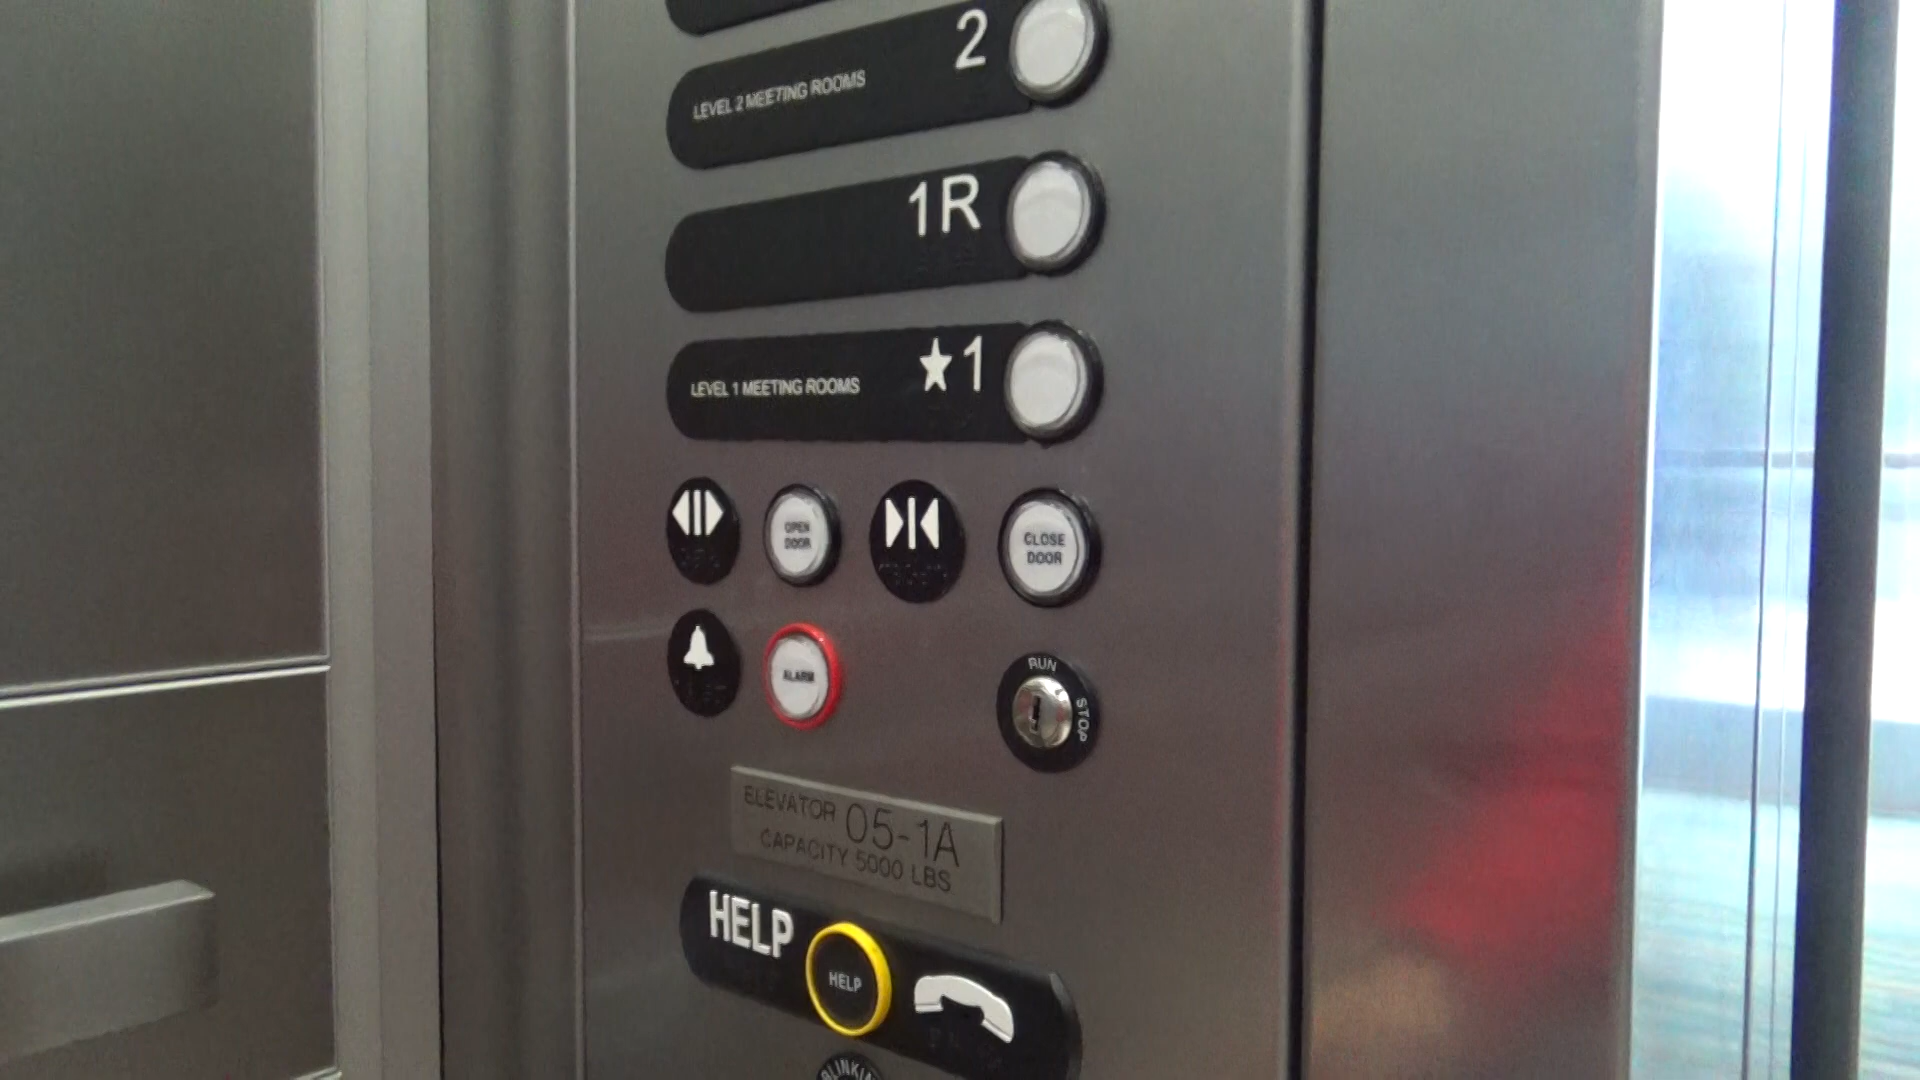 2
LEVEL 2 MEETING ROOMS
1R
★1
LEVEL 1 MEETING ROOMS
OPEN
DOOR
CLOSE
DOOR
ALARM
RUN
STOP
ELEVATOR 05-1A
CAPACITY 5000 LBS
HELP
HELP